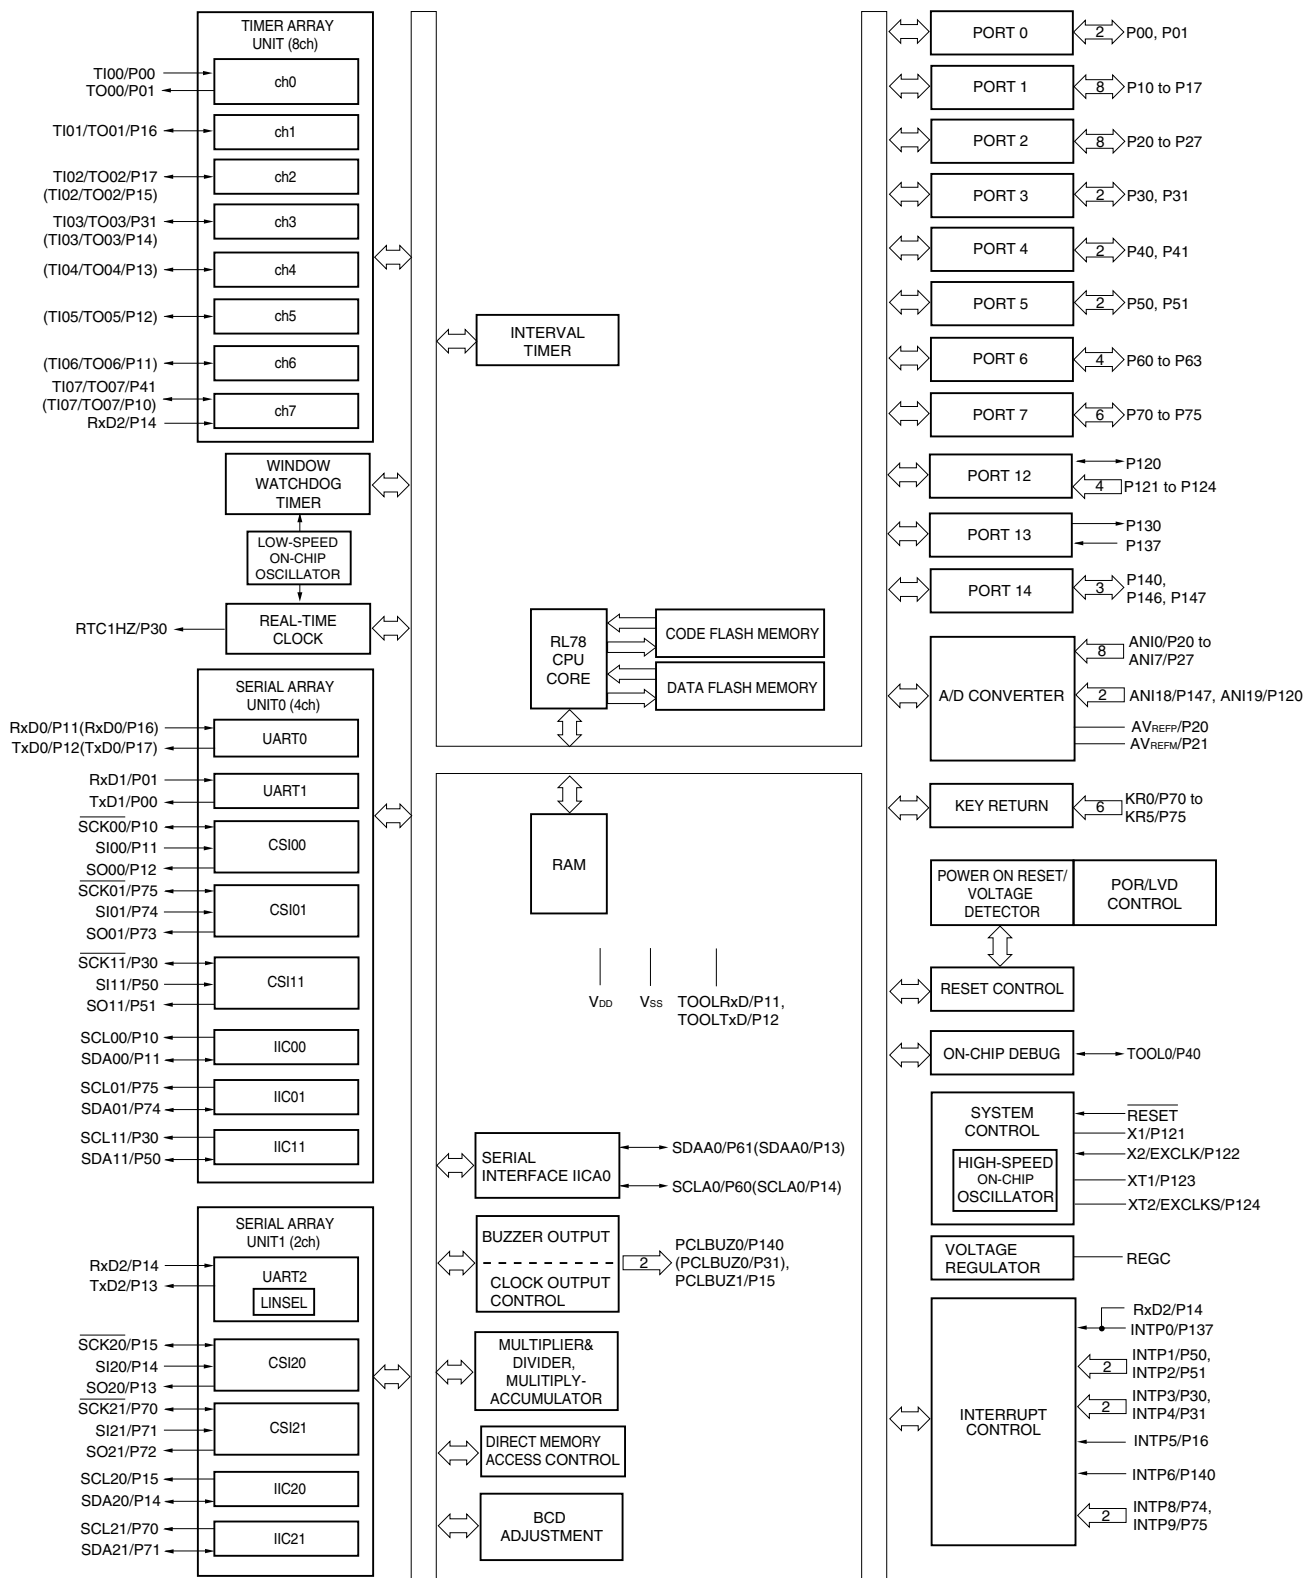 TIMER ARRAY
UNIT (8ch)
TI00/P00
TO00/P01
ch0
TI01/TO01/P16
ch1
TI02/TO02/P17
(TI02/TO02/P15)
ch2
TI03/TO03/P31
(TI03/TO03/P14)
ch3
(TI04/TO04/P13)
ch4
(TI05/TO05/P12)
ch5
(TI06/TO06/P11)
ch6
TI07/TO07/P41
(TI07/TO07/P10)
RxD2/P14
ch7
WINDOW
WATCHDOG
TIMER
LOW-SPEED
ON-CHIP
OSCILLATOR
RTC1HZ/P30
REAL-TIME
CLOCK
SERIAL ARRAY
UNIT0 (4ch)
RxD0/P11(RxD0/P16)
TxD0/P12(TxD0/P17)
UART0
RxD1/P01
TxD1/P00
UART1
SCK00/P10
SI00/P11
SO00/P12
CSI00
SCK01/P75
SI01/P74
SO01/P73
CSI01
SCK11/P30
SI11/P50
SO11/P51
CSI11
SCL00/P10
SDA00/P11
IIC00
SCL01/P75
SDA01/P74
IIC01
SCL11/P30
SDA11/P50
IIC11
SERIAL ARRAY
UNIT1 (2ch)
RxD2/P14
TxD2/P13
UART2
LINSEL
SCK20/P15
SI20/P14
SO20/P13
CSI20
SCK21/P70
SI21/P71
SO21/P72
CSI21
SCL20/P15
SDA20/P14
IIC20
SCL21/P70
SDA21/P71
IIC21
INTERVAL
TIMER
RL78
CPU
CORE
CODE FLASH MEMORY
DATA FLASH MEMORY
RAM
VDD
VSS
TOOLRxD/P11,
TOOLTxD/P12
SERIAL
INTERFACE IICA0
SDAA0/P61(SDAA0/P13)
SCLA0/P60(SCLA0/P14)
BUZZER OUTPUT
CLOCK OUTPUT
CONTROL
2
PCLBUZ0/P140
(PCLBUZ0/P31),
PCLBUZ1/P15
MULTIPLIER&
DIVIDER,
MULITIPLY-
ACCUMULATOR
DIRECT MEMORY
ACCESS CONTROL
BCD
ADJUSTMENT
PORT 0
2
P00, P01
PORT 1
8
P10 to P17
PORT 2
8
P20 to P27
PORT 3
2
P30, P31
PORT 4
2
P40, P41
PORT 5
2
P50, P51
PORT 6
4
P60 to P63
PORT 7
6
P70 to P75
PORT 12
P120
4
P121 to P124
PORT 13
P130
P137
PORT 14
3
P140,
P146, P147
A/D CONVERTER
8
ANI0/P20 to
ANI7/P27
2
ANI18/P147, ANI19/P120
AVREFP/P20
AVREFM/P21
KEY RETURN
6
KR0/P70 to
KR5/P75
POWER ON RESET/
VOLTAGE
DETECTOR
POR/LVD
CONTROL
RESET CONTROL
ON-CHIP DEBUG
TOOL0/P40
SYSTEM
CONTROL
HIGH-SPEED
ON-CHIP
OSCILLATOR
RESET
X1/P121
X2/EXCLK/P122
XT1/P123
XT2/EXCLKS/P124
VOLTAGE
REGULATOR
REGC
INTERRUPT
CONTROL
RxD2/P14
INTP0/P137
2
INTP1/P50,
INTP2/P51
2
INTP3/P30,
INTP4/P31
INTP5/P16
INTP6/P140
2
INTP8/P74,
INTP9/P75